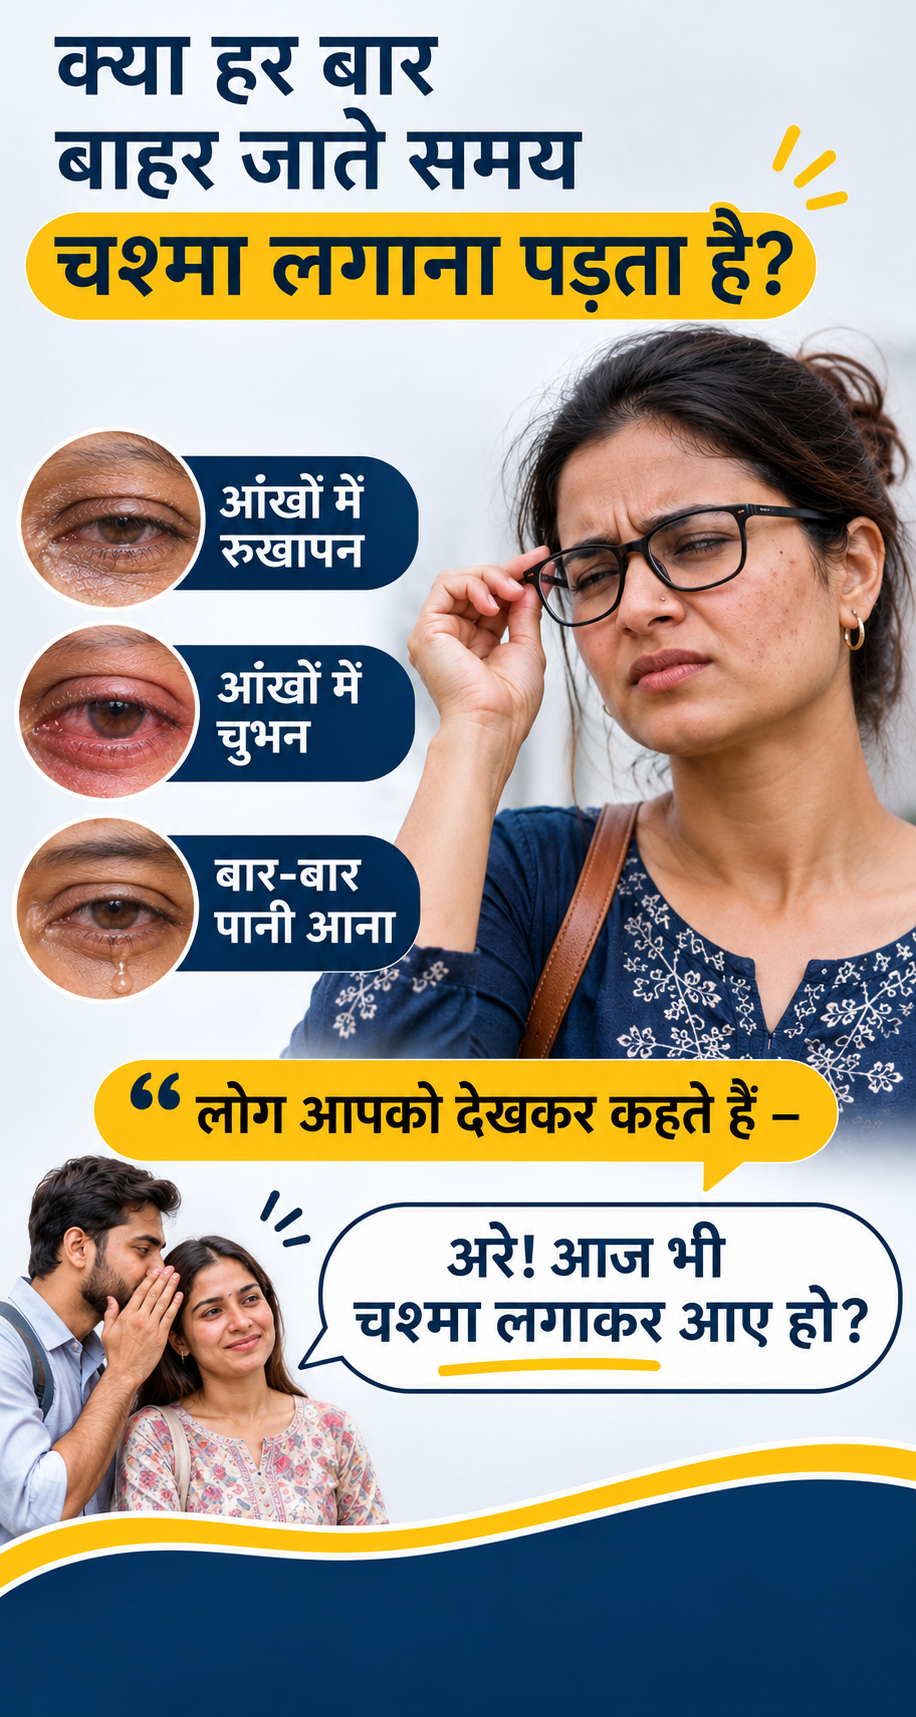 क्या हर बार
बाहर जाते समय
चश्मा लगाना पड़ता है?
आंखों में
रुखापन
आंखों में
चुभन
बार-बार
पानी आना
“ लोग आपको देखकर कहते हैं –
अरे! आज भी
चश्मा लगाकर आए हो?